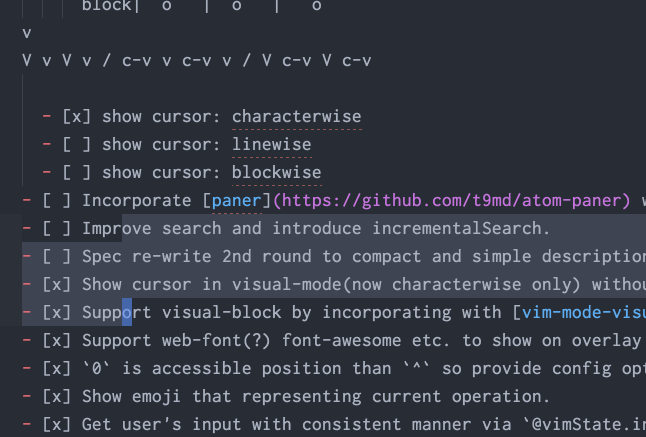 block| o | o | o
v
V v V v / c-v v c-v v / V c-v V c-v
- [x] show cursor: characterwise
- [ ] show cursor: linewise
- [ ] show cursor: blockwise
- [ ] Incorporate [paner](https://github.com/t9md/atom-paner) w
- [ ] Improve search and introduce incrementalSearch.
- [ ] Spec re-write 2nd round to compact and simple description
- [x] Show cursor in visual-mode(now characterwise only) withou
- [x] Support visual-block by incorporating with [vim-mode-visu
- [x] Support web-font(?) font-awesome etc. to show on overlay
- [x] `0` is accessible position than `^` so provide config opt
- [x] Show emoji that representing current operation.
- [x] Get user's input with consistent manner via `@vimState.in